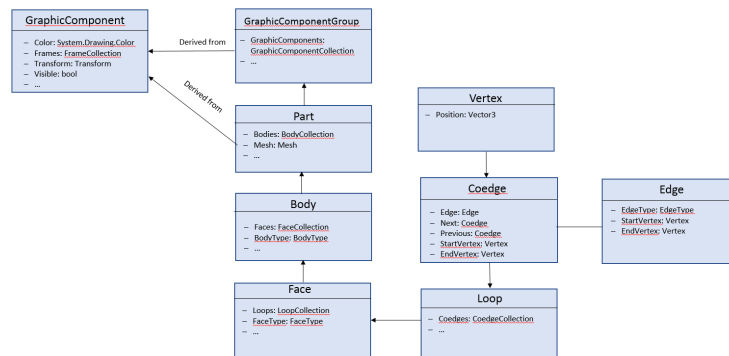 GraphicComponent
– Color: System.Drawing.Color
– Frames: FrameCollection
– Transform: Transform
– Visible: bool
– ...
Derived from
Derived from
GraphicComponentGroup
– GraphicComponents:
GraphicComponentCollection
– ...
Part
– Bodies: BodyCollection
– Mesh: Mesh
– ...
Body
– Faces: FaceCollection
– BodyType: BodyType
– ...
Face
– Loops: LoopCollection
– FaceType: FaceType
– ...
Vertex
– Position: Vector3
Coedge
– Edge: Edge
– Next: Coedge
– Previous: Coedge
– StartVertex: Vertex
– EndVertex: Vertex
Edge
– EdgeType: EdgeType
– StartVertex: Vertex
– EndVertex: Vertex
Loop
– Coedges: CoedgeCollection
– ...